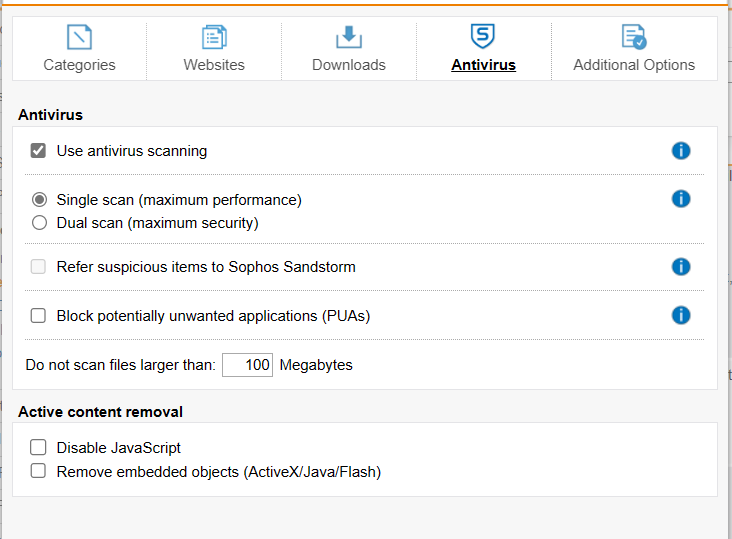 Categories
Websites
Downloads
Antivirus
Additional Options
Antivirus
Use antivirus scanning
Single scan (maximum performance)
Dual scan (maximum security)
Refer suspicious items to Sophos Sandstorm
Block potentially unwanted applications (PUAs)
Do not scan files larger than: 100 Megabytes
Active content removal
Disable JavaScript
Remove embedded objects (ActiveX/Java/Flash)